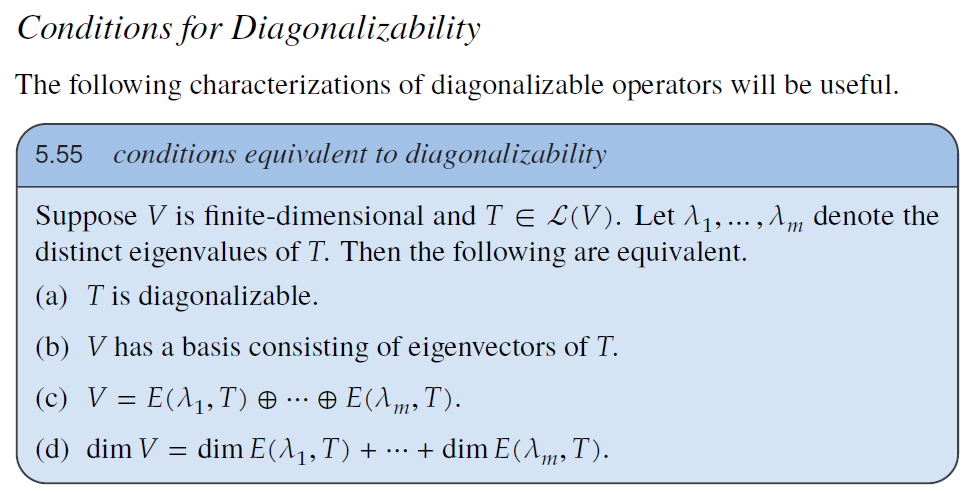 Conditions for Diagonalizability
The following characterizations of diagonalizable operators will be useful.
5.55 conditions equivalent to diagonalizability
Suppose V is finite-dimensional and T ∈ ℒ(V). Let λ₁, …, λₘ denote the
distinct eigenvalues of T. Then the following are equivalent.
(a) T is diagonalizable.
(b) V has a basis consisting of eigenvectors of T.
(c) V = E(λ₁, T) ⊕ ⋯ ⊕ E(λₘ, T).
(d) dim V = dim E(λ₁, T) + ⋯ + dim E(λₘ, T).